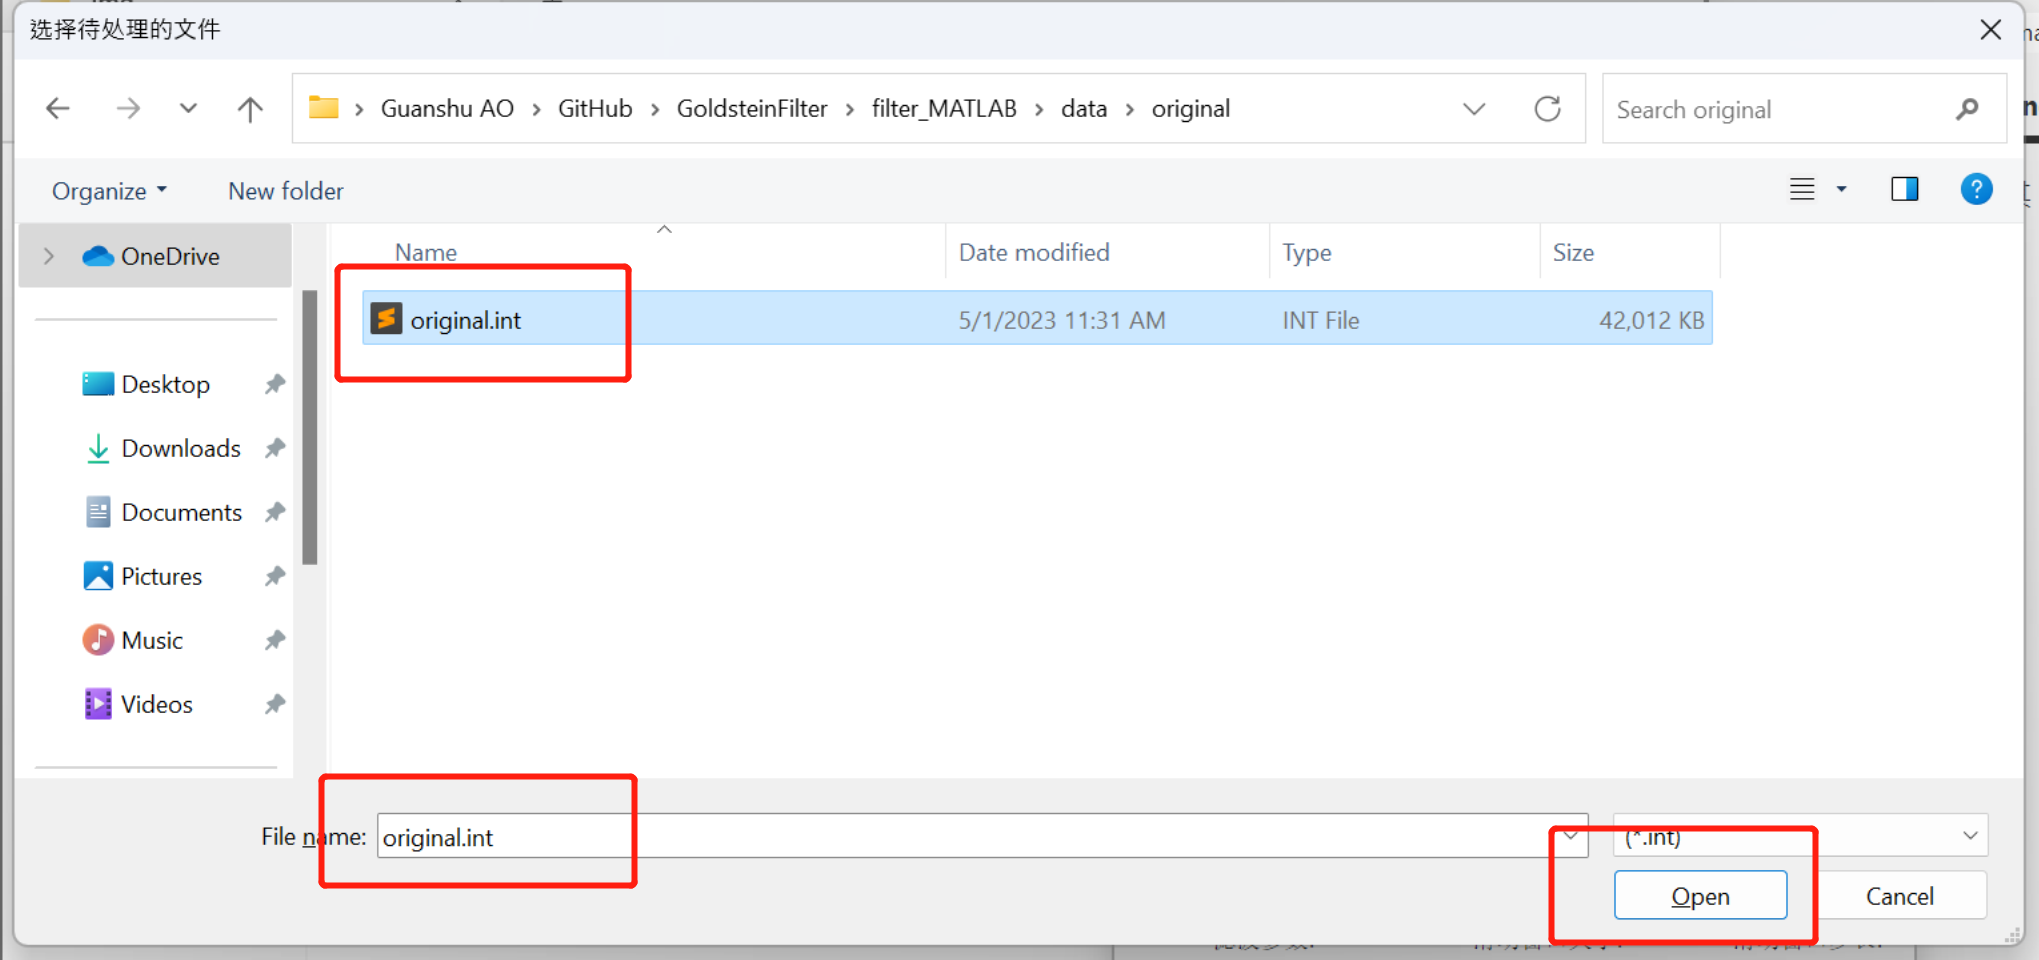 选择待处理的文件
Guanshu AO > GitHub > GoldsteinFilter > filter_MATLAB > data > original
Search original
Organize
New folder
?
OneDrive
Name
Date modified
Type
Size
original.int
5/1/2023 11:31 AM
INT File
42,012 KB
Desktop
Downloads
Documents
Pictures
Music
Videos
File name:
original.int
(*.int)
Open
Cancel